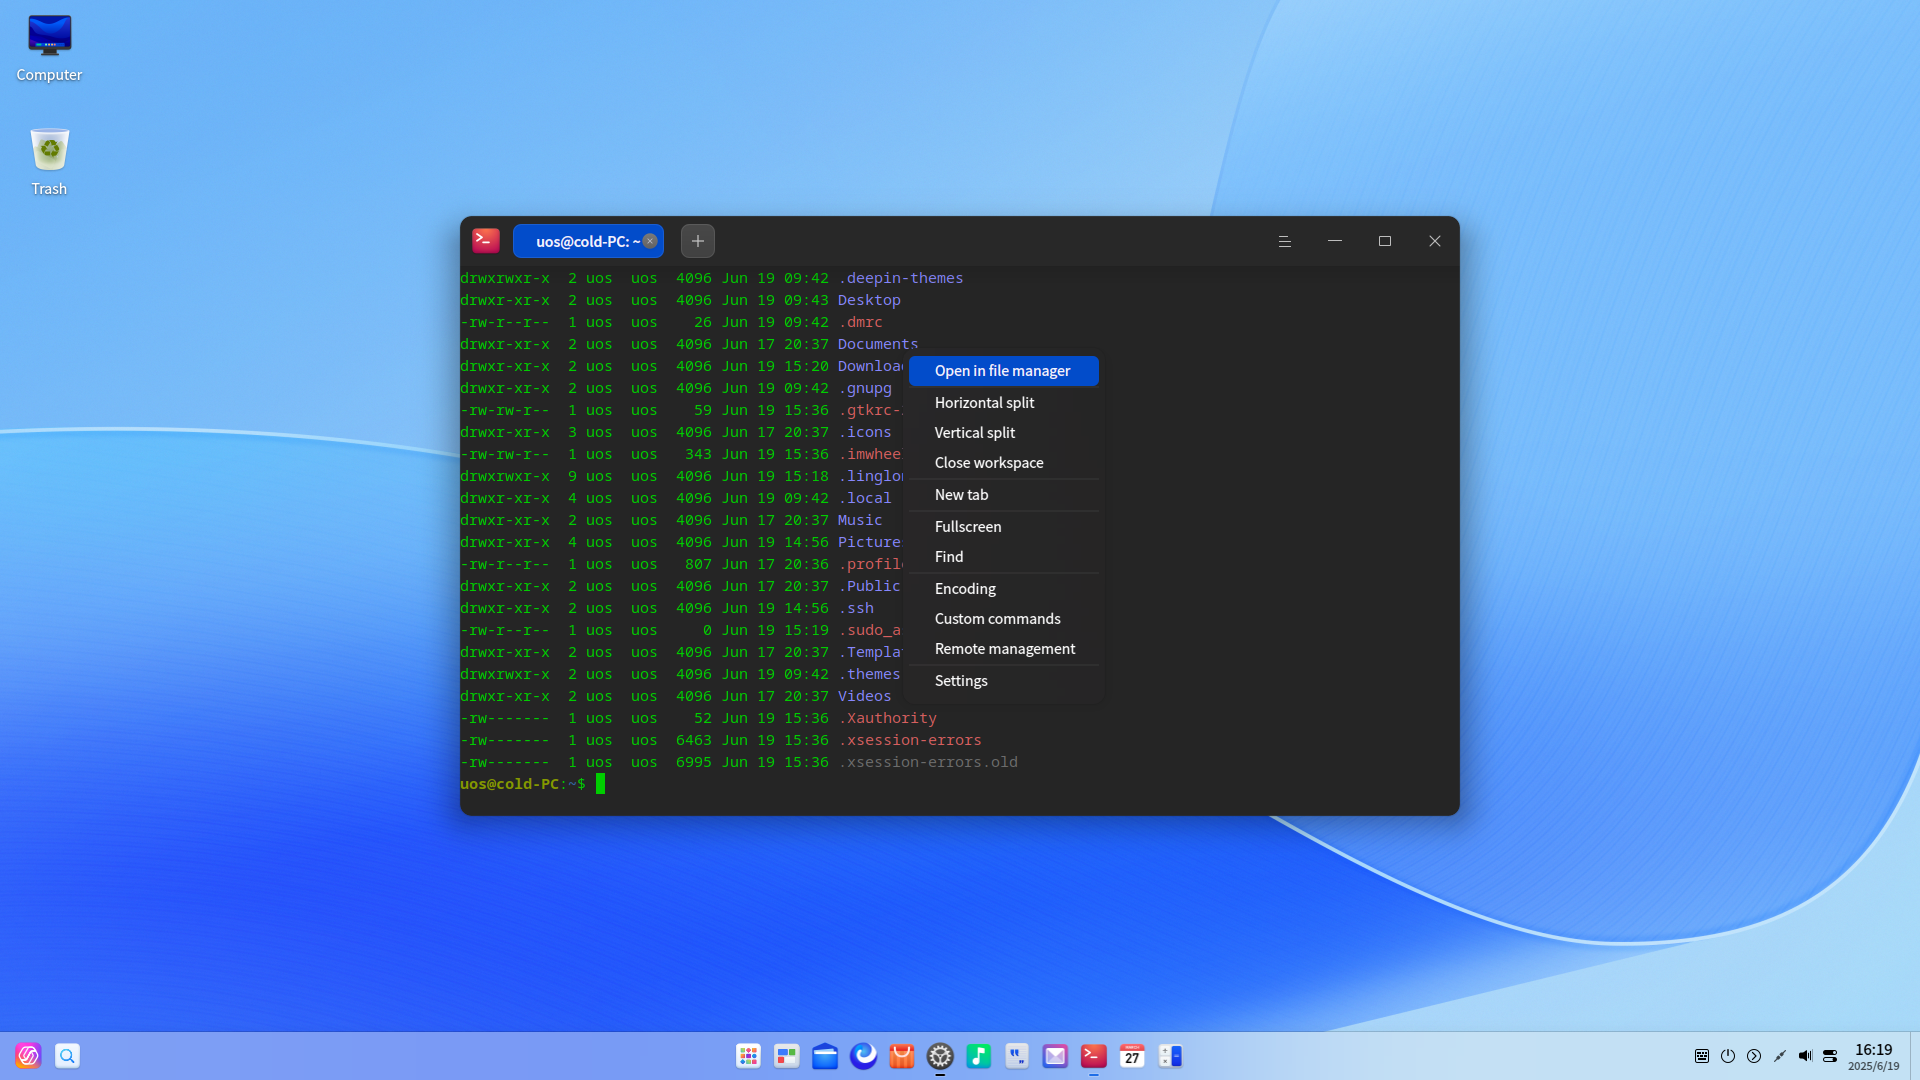 Computer
Trash
uos@cold-PC: ~
drwxrwxr-x  2 uos  uos  4096 Jun 19 09:42 .deepin-themes
drwxr-xr-x  2 uos  uos  4096 Jun 19 09:43 Desktop
-rw-r--r--  1 uos  uos    26 Jun 19 09:42 .dmrc
drwxr-xr-x  2 uos  uos  4096 Jun 17 20:37 Documents
drwxr-xr-x  2 uos  uos  4096 Jun 19 15:20
drwxr-xr-x  2 uos  uos  4096 Jun 19 09:42 .gnupg
-rw-rw-r--  1 uos  uos    59 Jun 19 15:36 .gtkrc-
drwxr-xr-x  3 uos  uos  4096 Jun 17 20:37 .icons
-rw-rw-r--  1 uos  uos   343 Jun 19 15:36 .imwhee
drwxrwxr-x  9 uos  uos  4096 Jun 19 15:18
drwxr-xr-x  4 uos  uos  4096 Jun 19 09:42 .local
drwxr-xr-x  2 uos  uos  4096 Jun 17 20:37 Music
drwxr-xr-x  4 uos  uos  4096 Jun 19 14:56 Picture
-rw-r--r--  1 uos  uos   807 Jun 17 20:36
drwxr-xr-x  2 uos  uos  4096 Jun 17 20:37 .Public
drwxr-xr-x  2 uos  uos  4096 Jun 19 14:56 .ssh
-rw-r--r--  1 uos  uos     0 Jun 19 15:19 .sudo_a
drwxr-xr-x  2 uos  uos  4096 Jun 17 20:37
drwxrwxr-x  2 uos  uos  4096 Jun 19 09:42 .themes
drwxr-xr-x  2 uos  uos  4096 Jun 17 20:37 Videos
-rw-------  1 uos  uos    52 Jun 19 15:36 .Xauthority
-rw-------  1 uos  uos  6463 Jun 19 15:36 .xsession-errors
-rw-------  1 uos  uos  6995 Jun 19 15:36 .xsession-errors.old
uos@cold-PC:~$
Open in file manager
Horizontal split
Vertical split
Close workspace
New tab
Fullscreen
Find
Encoding
Custom commands
Remote management
Settings
27
16:19
2025/6/19